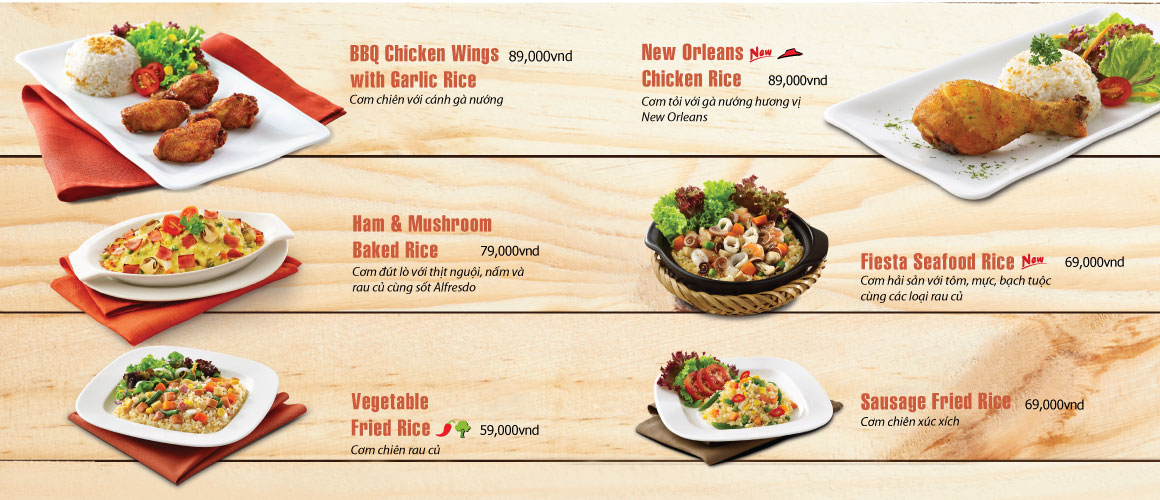 BBQ Chicken Wings 89,000vnd
with Garlic Rice
Cơm chiên với cánh gà nướng
New Orleans New
Chicken Rice 89,000vnd
Cơm tỏi với gà nướng hương vị
New Orleans
Ham & Mushroom
Baked Rice 79,000vnd
Cơm đút lò với thịt nguội, nấm và
rau củ cùng sốt Alfresdo
Fiesta Seafood Rice New 69,000vnd
Cơm hải sản với tôm, mực, bạch tuộc
cùng các loại rau củ
Vegetable
Fried Rice 59,000vnd
Cơm chiên rau củ
Sausage Fried Rice 69,000vnd
Cơm chiên xúc xích